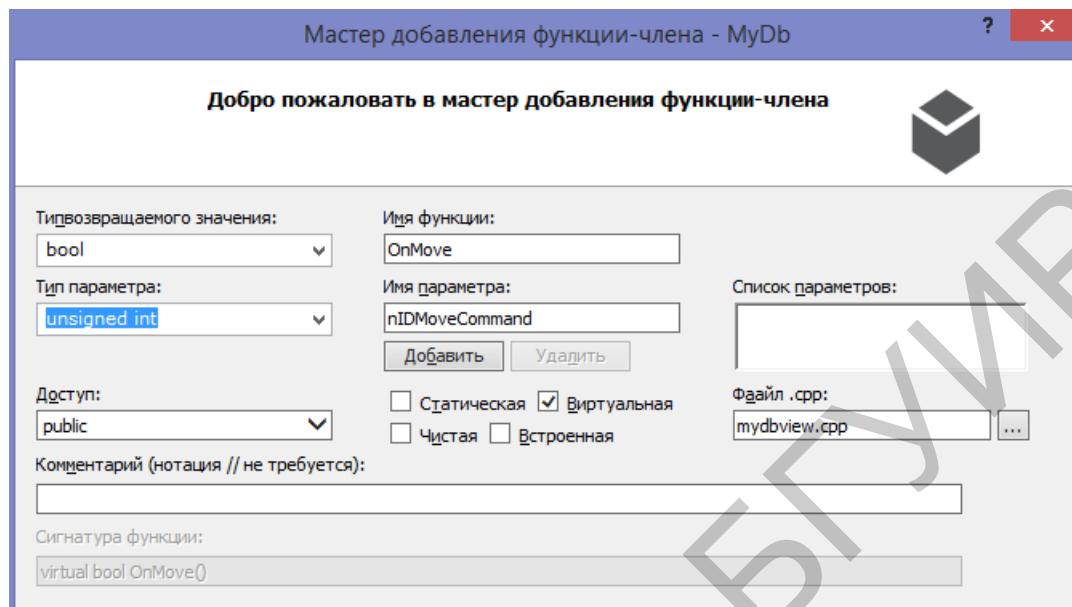 Мастер добавления функции-члена - MyDb
?
Добро пожаловать в мастер добавления функции-члена
Типвозвращаемого значения:
Имя функции:
bool
OnMove
Тип параметра:
Имя параметра:
Список параметров:
unsigned int
nIDMoveCommand
Добавить
Удалить
Доступ:
Статическая
Виртуальная
Фаайл .cpp:
public
Чистая
Встроенная
mydbview.cpp
...
Комментарий (нотация // не требуется):
Сигнатура функции:
virtual bool OnMove()
БГУИР